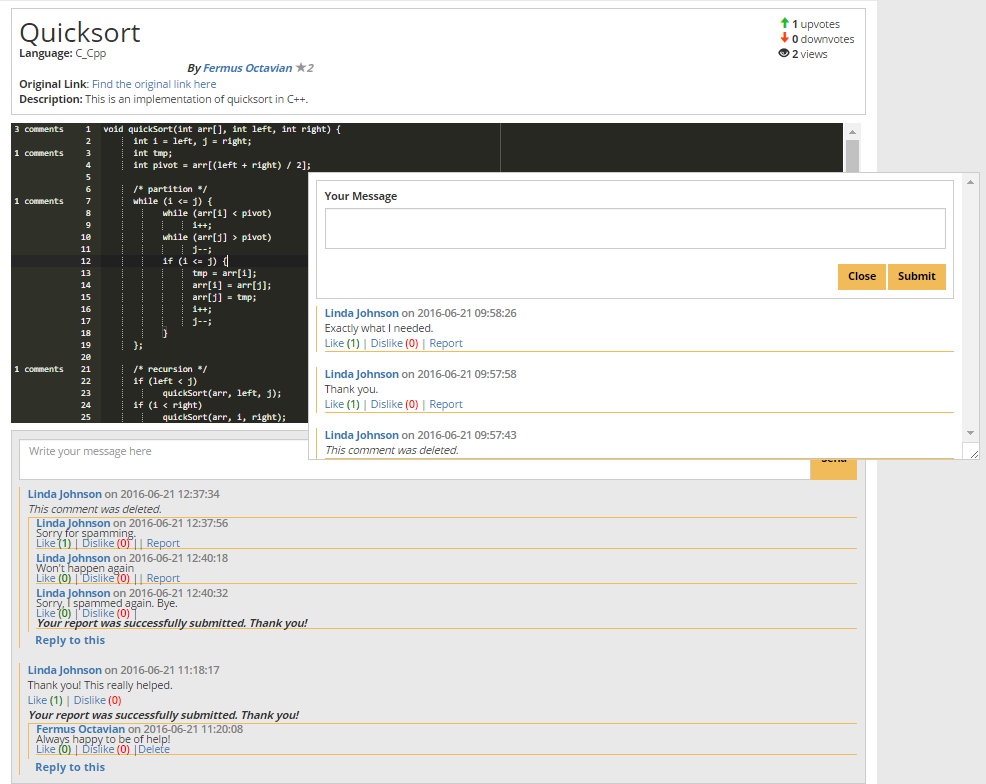 Quicksort
Language: C_Cpp
By Fermus Octavian ★2
Original Link: Find the original link here
Description: This is an implementation of quicksort in C++.
1 upvotes
0 downvotes
2 views
3 comments 1 void quickSort(int arr[], int left, int right) {
2 int i = left, j = right;
1 comments 3 int tmp;
4 int pivot = arr[(left + right) / 2];
5
6 /* partition */
1 comments 7 while (i <= j) {
8 while (arr[i] < pivot)
9 i++;
10 while (arr[j] > pivot)
11 j--;
12 if (i <= j) {
13 tmp = arr[i];
14 arr[i] = arr[j];
15 arr[j] = tmp;
16 i++;
17 j--;
18 }
19 };
20
1 comments 21 /* recursion */
22 if (left < j)
23 quickSort(arr, left, j);
24 if (i < right)
25 quickSort(arr, i, right);
Your Message
Close Submit
Linda Johnson on 2016-06-21 09:58:26
Exactly what I needed.
Like (1) | Dislike (0) | Report
Linda Johnson on 2016-06-21 09:57:58
Thank you.
Like (1) | Dislike (0) | Report
Linda Johnson on 2016-06-21 09:57:43
This comment was deleted.
Write your message here
Send
Linda Johnson on 2016-06-21 12:37:34
This comment was deleted.
Linda Johnson on 2016-06-21 12:37:56
Sorry for spamming.
Like (1) | Dislike (0) | | Report
Linda Johnson on 2016-06-21 12:40:18
Won't happen again
Like (0) | Dislike (0) | | Report
Linda Johnson on 2016-06-21 12:40:32
Sorry, I spammed again. Bye.
Like (0) | Dislike (0) |
Your report was successfully submitted. Thank you!
Reply to this
Linda Johnson on 2016-06-21 11:18:17
Thank you! This really helped.
Like (1) | Dislike (0)
Your report was successfully submitted. Thank you!
Fermus Octavian on 2016-06-21 11:20:08
Always happy to be of help!
Like (0) | Dislike (0) |Delete
Reply to this